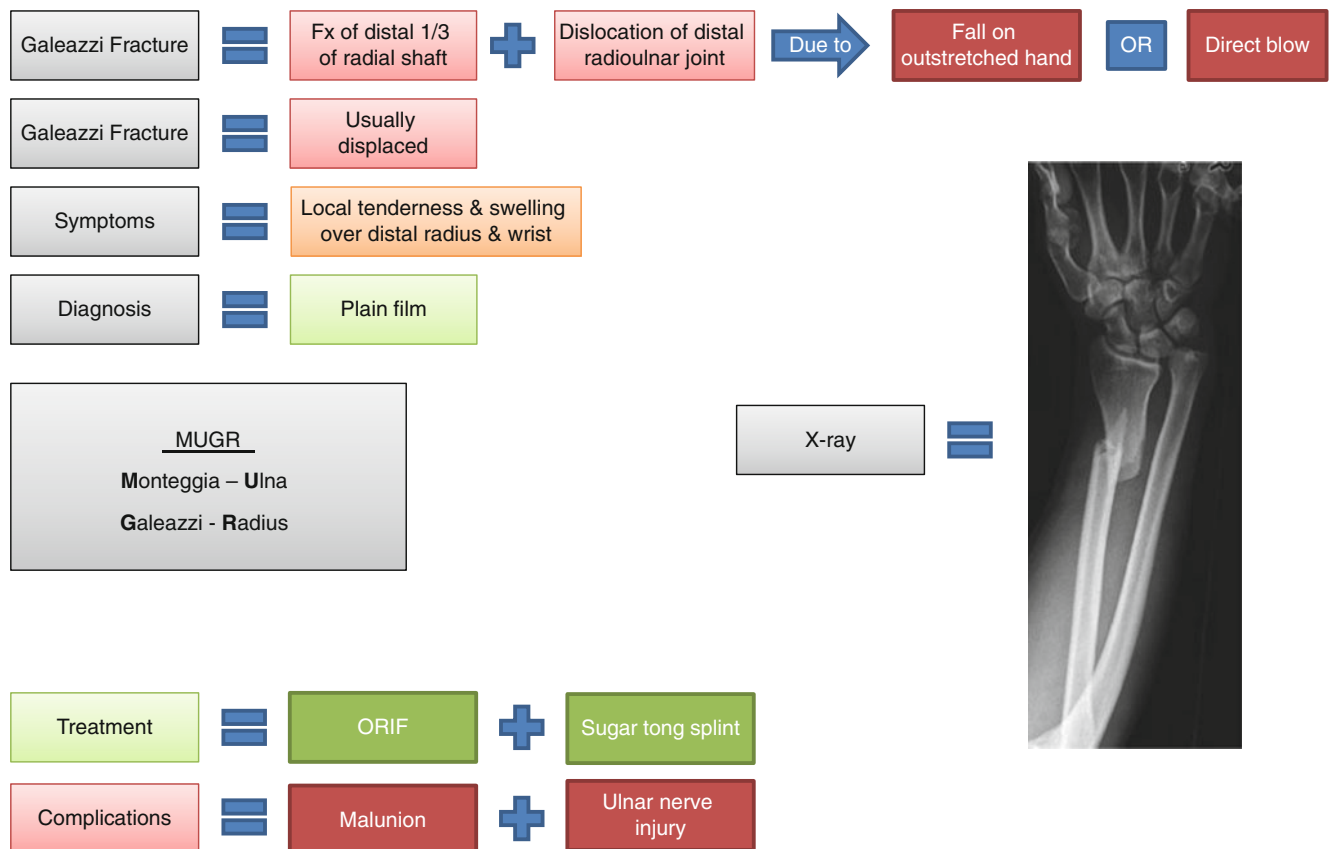 Galeazzi Fracture
Fx of distal 1/3
of radial shaft
Dislocation of distal
radioulnar joint
Due to
Fall on
outstretched hand
OR
Direct blow
Galeazzi Fracture
Usually
displaced
Symptoms
Local tenderness & swelling
over distal radius & wrist
Diagnosis
Plain film
MUGR
Monteggia – Ulna
Galeazzi - Radius
X-ray
Treatment
ORIF
Sugar tong splint
Complications
Malunion
Ulnar nerve
injury